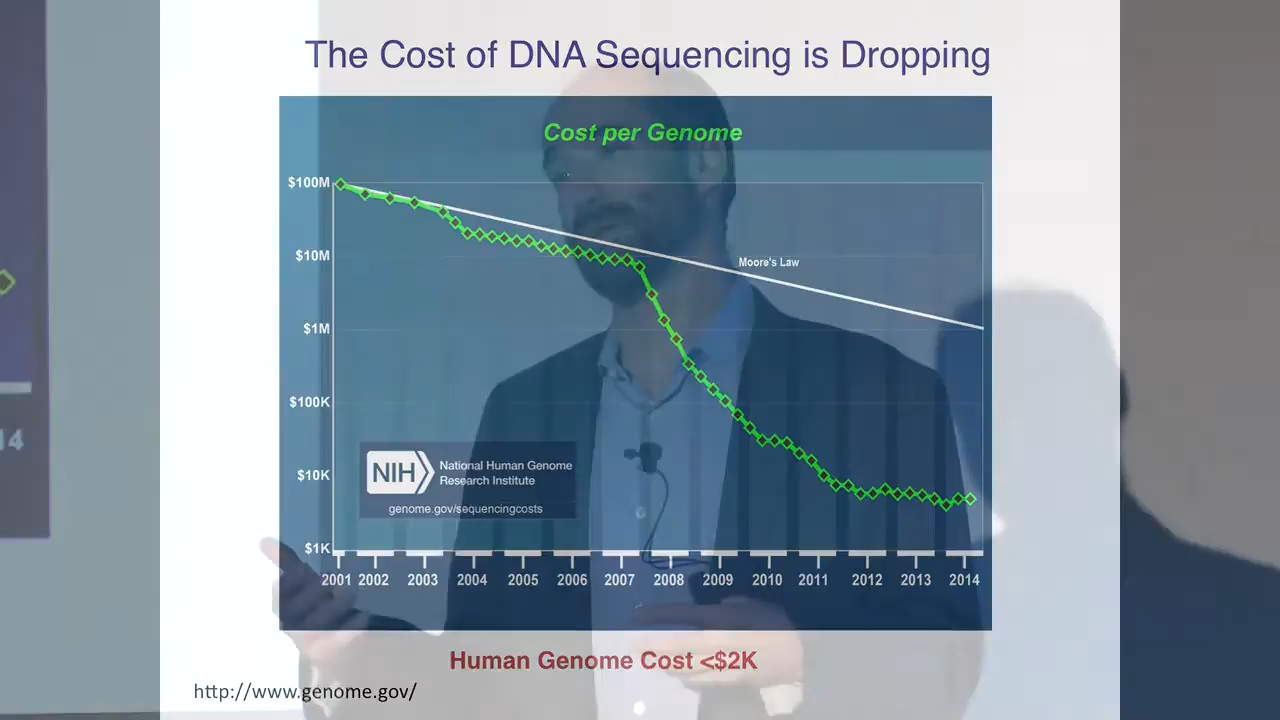 The Cost of DNA Sequencing is Dropping
Cost per Genome
$100M
$10M
$1M
$100K
$10K
$1K
Moore's Law
NIH
National Human Genome
Research Institute
genome.gov/sequencingcosts
2001 2002 2003 2004 2005 2006 2007 2008 2009 2010 2011 2012 2013 2014
14
Human Genome Cost <$2K
http://www.genome.gov/